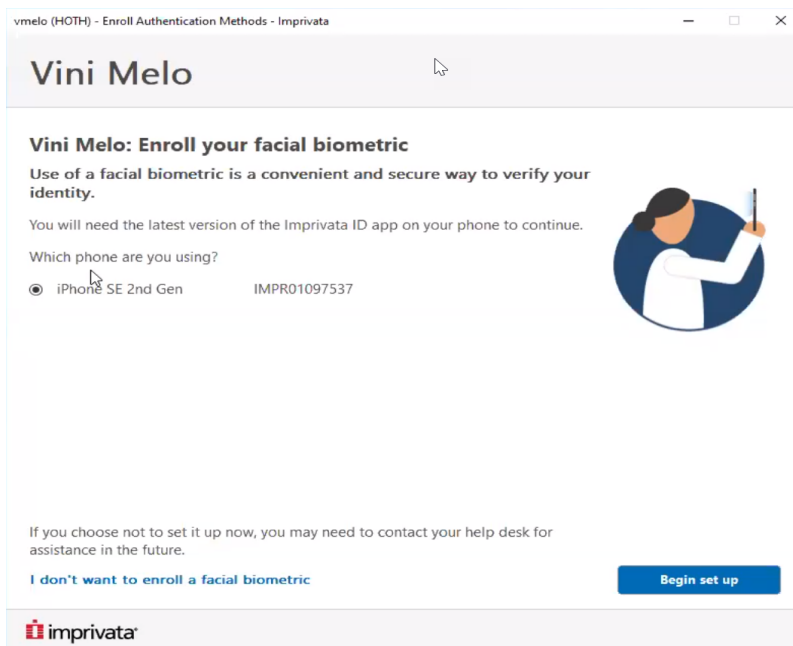 vmelo (HOTH) - Enroll Authentication Methods - Imprivata
Vini Melo
Vini Melo: Enroll your facial biometric
Use of a facial biometric is a convenient and secure way to verify your
identity.
You will need the latest version of the Imprivata ID app on your phone to continue.
Which phone are you using?
iPhone SE 2nd Gen IMPR01097537
If you choose not to set it up now, you may need to contact your help desk for
assistance in the future.
I don't want to enroll a facial biometric
Begin set up
imprivata